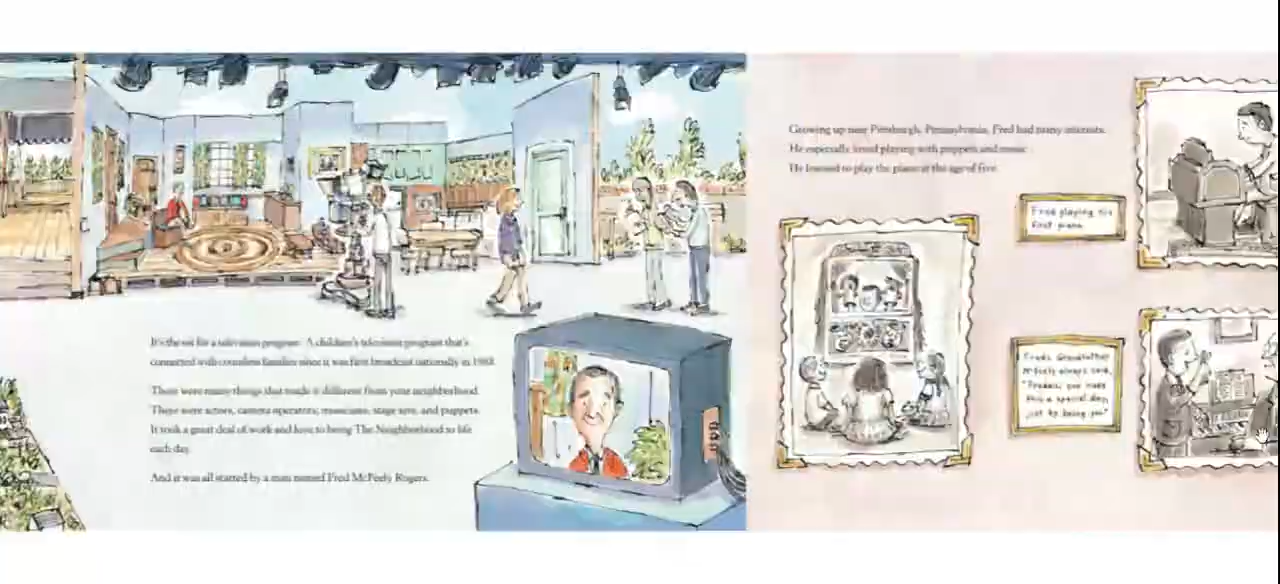 It's the set for a television program. A children's television program that's
connected with countless families since it was first broadcast nationally in 1968.
There were many things that made it different from your neighborhood.
There were actors, camera operators, musicians, stage sets, and puppets.
It took a great deal of work and love to bring The Neighborhood to life
each day.
And it was all started by a man named Fred McFeely Rogers.
Growing up near Pittsburgh, Pennsylvania, Fred had many interests.
He especially loved playing with puppets and music.
He learned to play the piano at the age of five.
Fred playing his
first piano.
Fred's Grandfather
McFeely always said,
"Freddy, you make
this a special day,
just by being you."